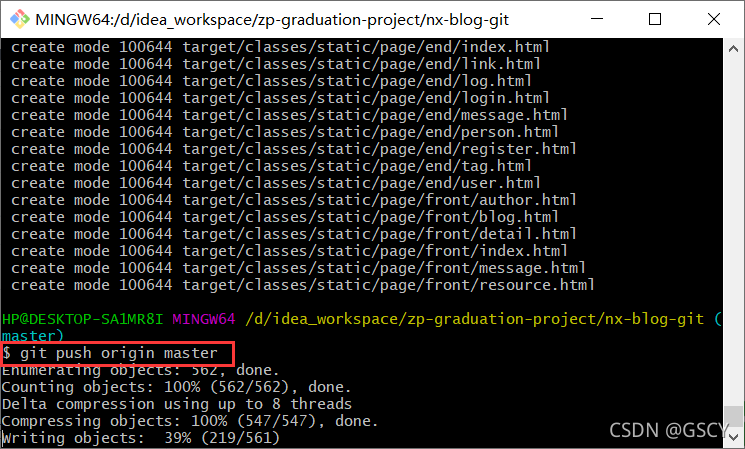 MINGW64:/d/idea_workspace/zp-graduation-project/nx-blog-git
create mode 100644 target/classes/static/page/end/index.html
create mode 100644 target/classes/static/page/end/link.html
create mode 100644 target/classes/static/page/end/log.html
create mode 100644 target/classes/static/page/end/login.html
create mode 100644 target/classes/static/page/end/message.html
create mode 100644 target/classes/static/page/end/person.html
create mode 100644 target/classes/static/page/end/register.html
create mode 100644 target/classes/static/page/end/tag.html
create mode 100644 target/classes/static/page/end/user.html
create mode 100644 target/classes/static/page/front/author.html
create mode 100644 target/classes/static/page/front/blog.html
create mode 100644 target/classes/static/page/front/detail.html
create mode 100644 target/classes/static/page/front/index.html
create mode 100644 target/classes/static/page/front/message.html
create mode 100644 target/classes/static/page/front/resource.html
HP@DESKTOP-SA1MR8I MINGW64 /d/idea_workspace/zp-graduation-project/nx-blog-git (
master)
$ git push origin master
Enumerating objects: 562, done.
Counting objects: 100% (562/562), done.
Delta compression using up to 8 threads
Compressing objects: 100% (547/547), done.
Writing objects:  39% (219/561)
CSDN @GSCY